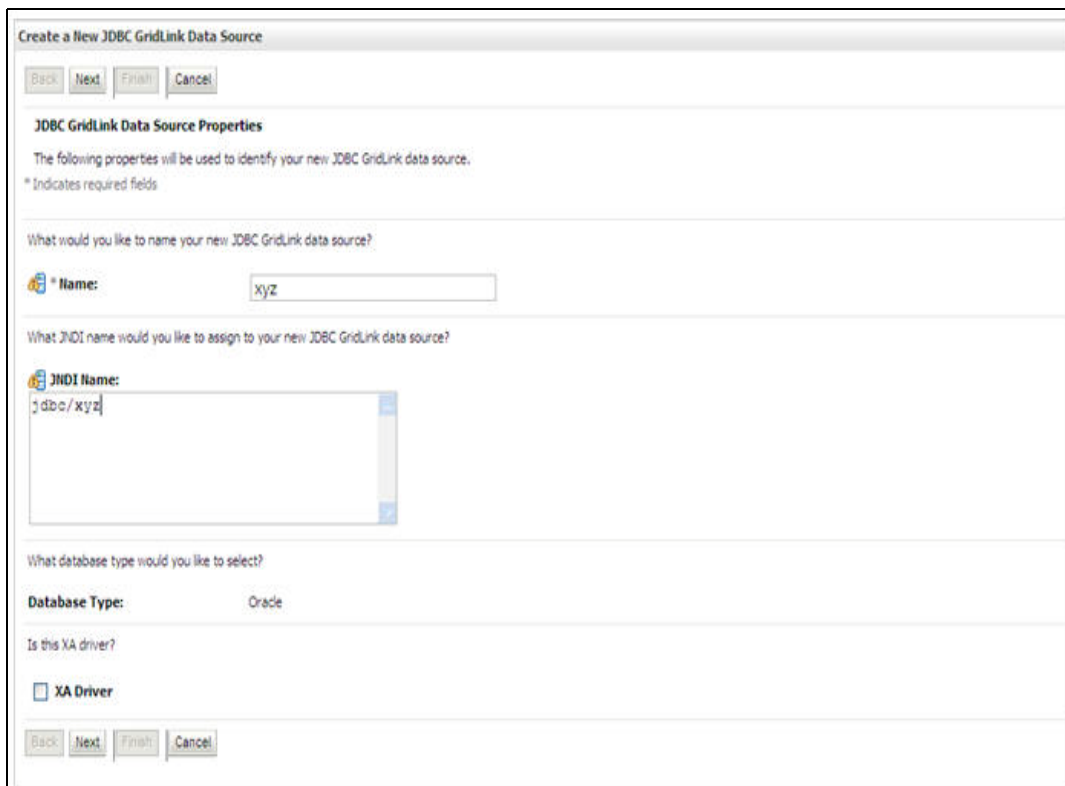 Create a New JDBC GridLink Data Source
Back Next Finish Cancel
JDBC GridLink Data Source Properties
The following properties will be used to identify your new JDBC GridLink data source.
* Indicates required fields
What would you like to name your new JDBC GridLink data source?
* Name: xyz
What JNDI name would you like to assign to your new JDBC GridLink data source?
JNDI Name:
jdbc/xyz
What database type would you like to select?
Database Type: Oracle
Is this XA driver?
XA Driver
Back Next Finish Cancel